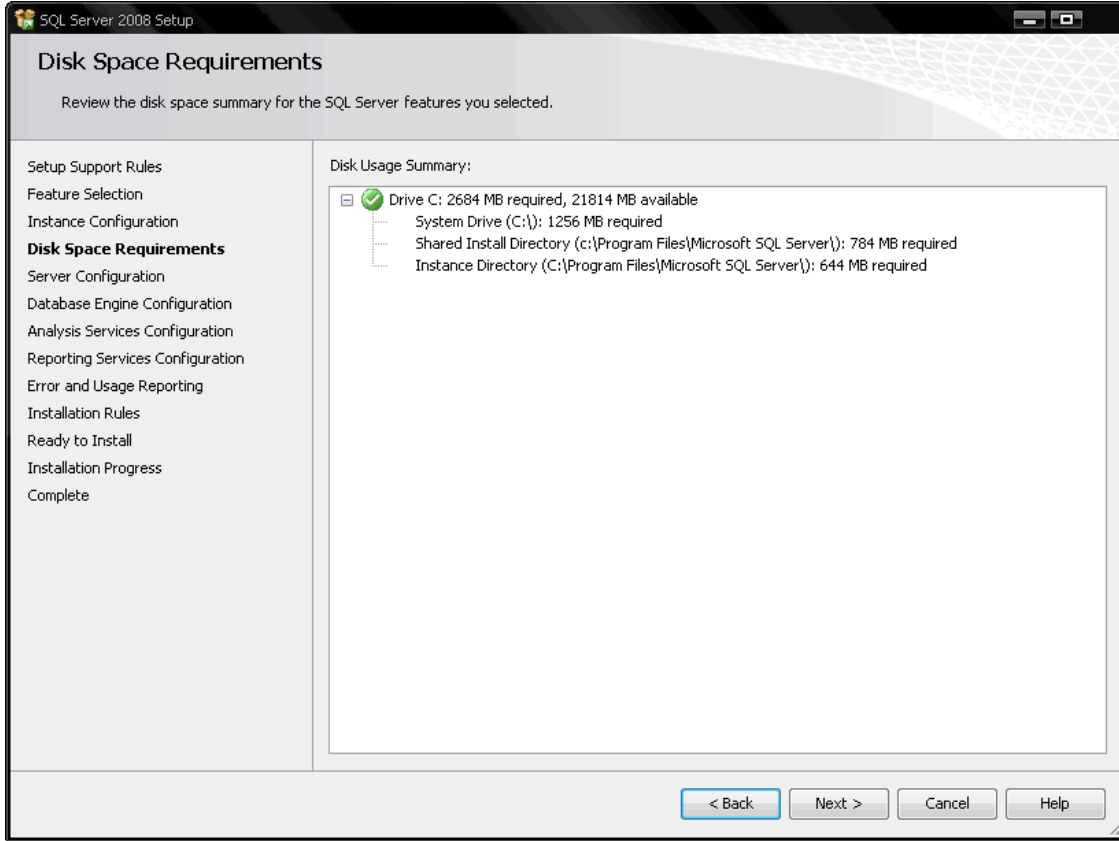 SQL Server 2008 Setup
Disk Space Requirements
Review the disk space summary for the SQL Server features you selected.
Setup Support Rules
Feature Selection
Instance Configuration
Disk Space Requirements
Server Configuration
Database Engine Configuration
Analysis Services Configuration
Reporting Services Configuration
Error and Usage Reporting
Installation Rules
Ready to Install
Installation Progress
Complete
Disk Usage Summary:
Drive C: 2684 MB required, 21814 MB available
System Drive (C:\): 1256 MB required
Shared Install Directory (c:\Program Files\Microsoft SQL Server\): 784 MB required
Instance Directory (C:\Program Files\Microsoft SQL Server\): 644 MB required
< Back
Next >
Cancel
Help